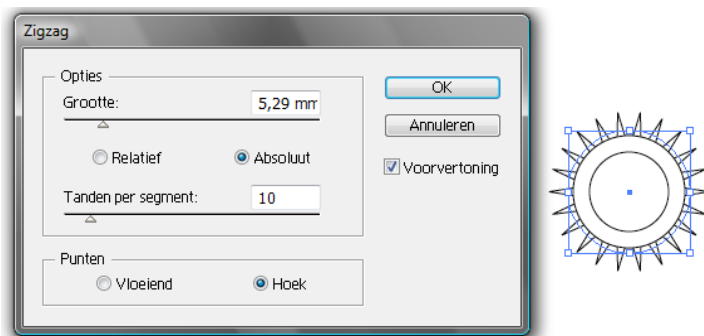 Zigzag
Opties
Grootte: 5,29 mm
Relatief Absoluut
Tanden per segment: 10
Punten
Vloeiend Hoek
OK
Annuleren
Voorvertoning